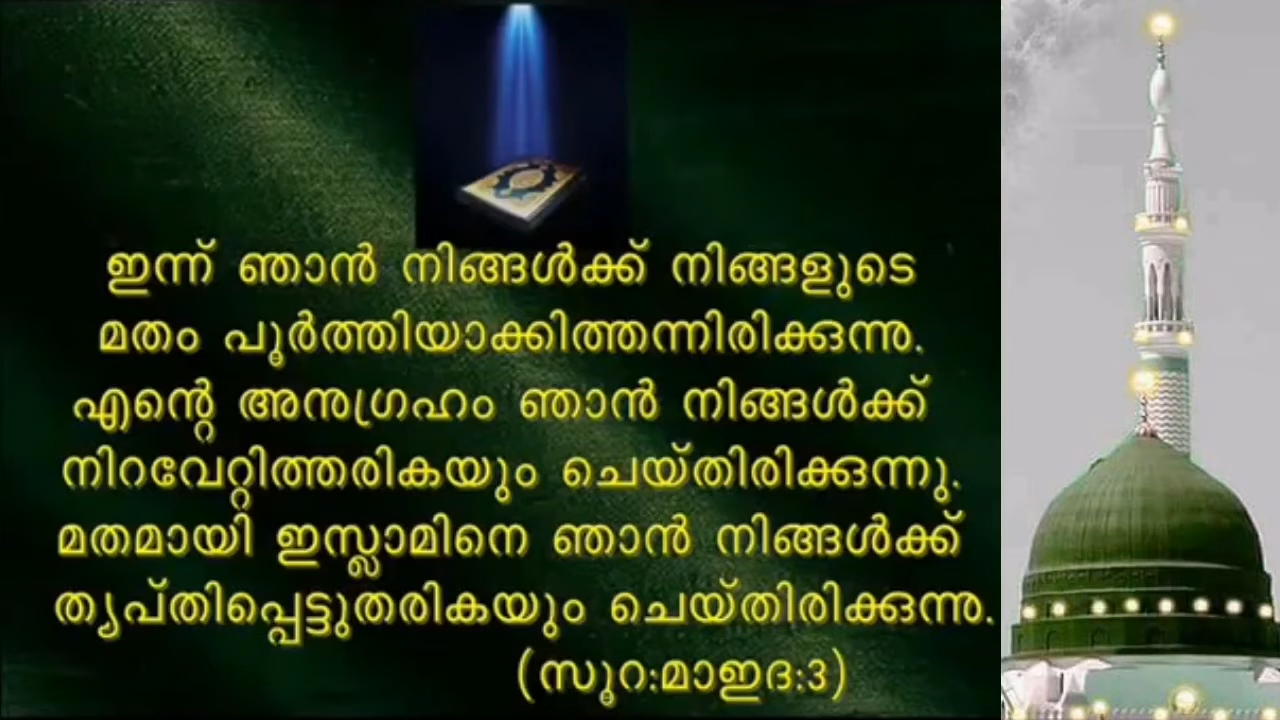 ഇന്ന് ഞാൻ നിങ്ങൾക്ക് നിങ്ങളുടെ
മതം പൂർത്തിയാക്കിത്തന്നിരിക്കുന്നു.
എന്റെ അനുഗ്രഹം ഞാൻ നിങ്ങൾക്ക്
നിറവേറ്റിത്തരികയും ചെയ്തിരിക്കുന്നു.
മതമായി ഇസ്ലാമിനെ ഞാൻ നിങ്ങൾക്ക്
തൃപ്തിപ്പെട്ടുതരികയും ചെയ്തിരിക്കുന്നു.
(സൂറ:മാഇദ:3)